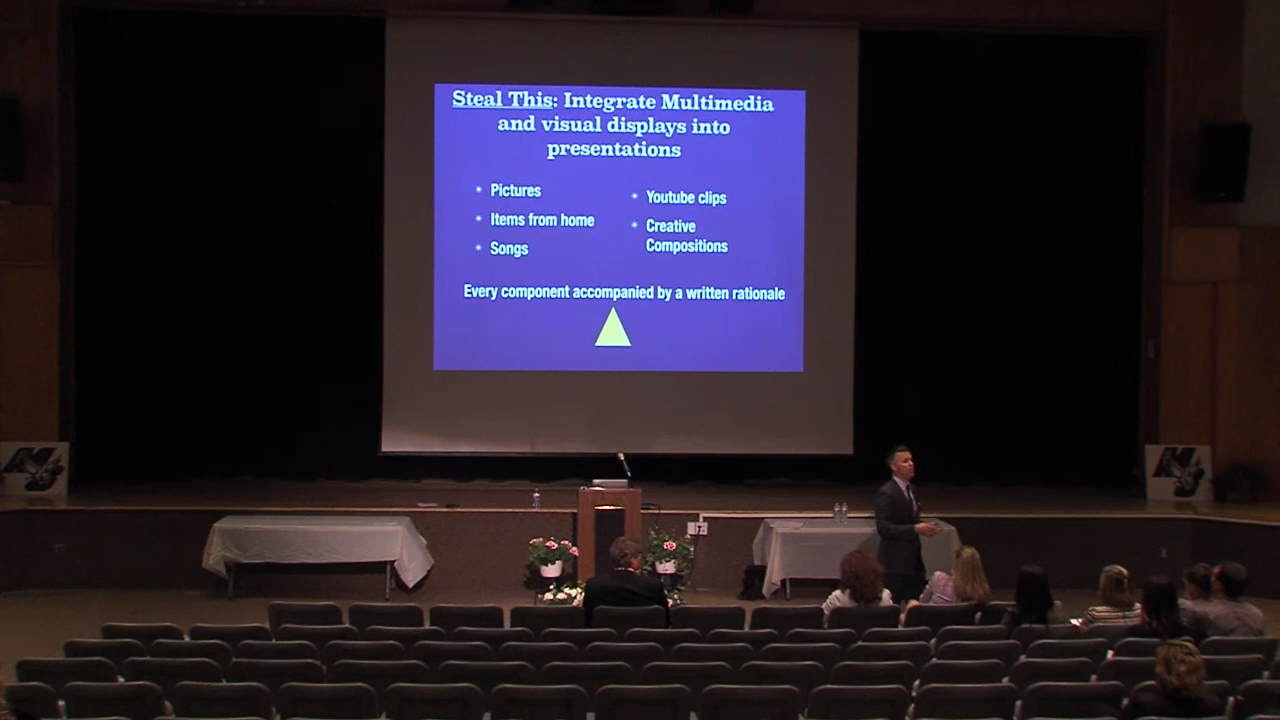 Steal This: Integrate Multimedia
and visual displays into
presentations
* Pictures
* Items from home
* Songs
* Youtube clips
* Creative
Compositions
Every component accompanied by a written rationale